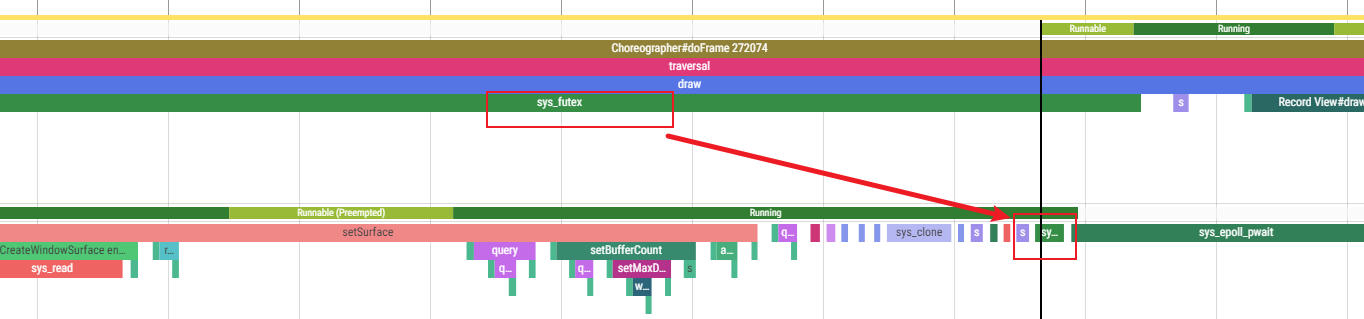 Runnable
Running
Choreographer#doFrame 272074
traversal
draw
sys_futex
s
Record View#draw
Runnable (Preempted)
Running
setSurface
q...
sys_clone
s
s
sy...
sys_epoll_pwait
CreateWindowSurface en...
r...
query
setBufferCount
a...
sys_read
q...
q...
setMaxD...
s
w...